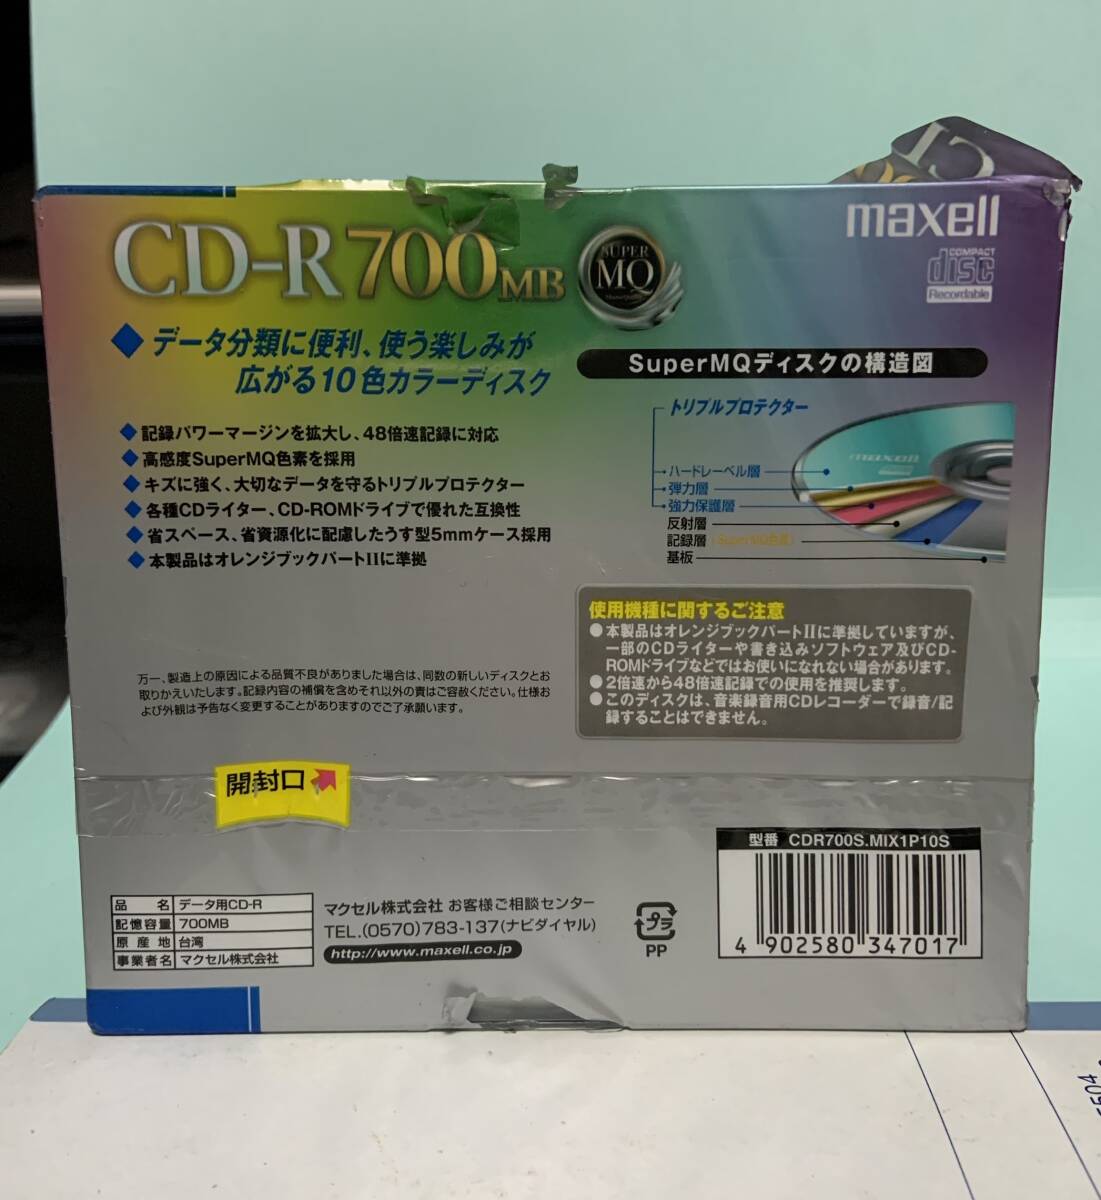 CD-R 700MB
SUPER
MQ
maxell
COMPACT
disc
Recordable
◆ データ分類に便利、使う楽しみが
広がる10色カラーディスク
◆ 記録パワーマージンを拡大し、48倍速記録に対応
◆ 高感度SuperMQ色素を採用
◆ キズに強く、大切なデータを守るトリプルプロテクター
◆ 各種CDライター、CD-ROMドライブで優れた互換性
◆ 省スペース、省資源化に配慮したうす型5mmケース採用
◆ 本製品はオレンジブックパートIIに準拠
SuperMQディスクの構造図
トリプルプロテクター
maxell
ハードレーベル層
弾力層
強力保護層
反射層
記録層(SuperMQ色素)
基板
使用機種に関するご注意
●本製品はオレンジブックパートIIに準拠していますが、
一部のCDライターや書き込みソフトウェア及びCD-
ROMドライブなどではお使いになれない場合があります。
●2倍速から48倍速記録での使用を推奨します。
●このディスクは、音楽録音用CDレコーダーで録音/記
録することはできません。
万一、製造上の原因による品質不良がありました場合は、同数の新しいディスクとお
取りかえいたします。記録内容の補償を含めそれ以外の責はご容赦ください。仕様お
よび外観は予告なく変更することがありますのでご了承願います。
開封口
型番 CDR700S.MIX1P10S
4 902580 347017
品名 データ用CD-R
記憶容量 700MB
原産地 台湾
事業者名 マクセル株式会社
マクセル株式会社 お客様ご相談センター
TEL.(0570)783-137(ナビダイヤル)
http://www.maxell.co.jp
プラ
PP